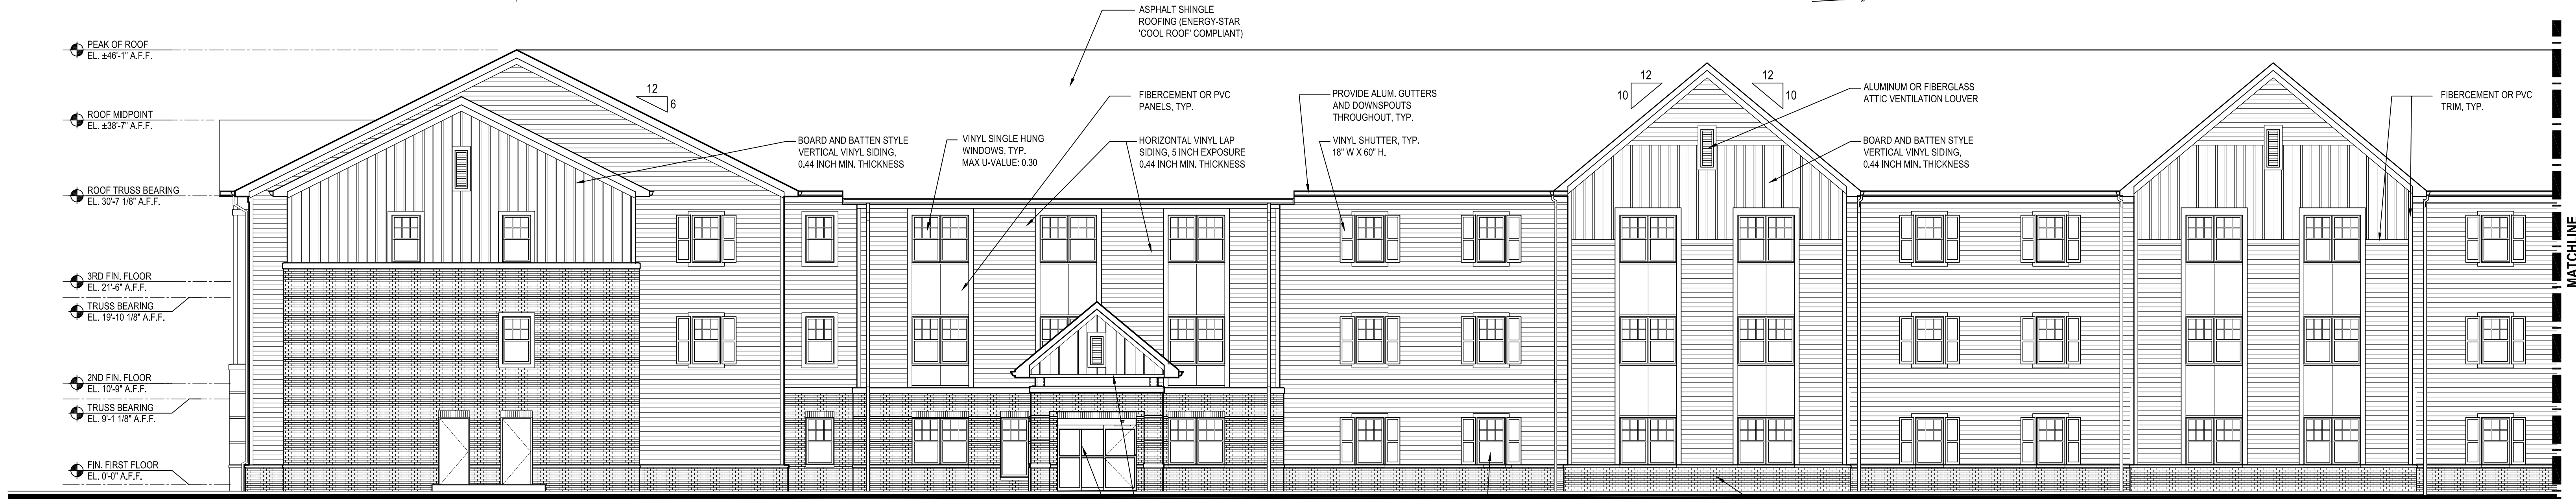 ASPHALT SHINGLE
ROOFING (ENERGY-STAR
'COOL ROOF' COMPLIANT)
PEAK OF ROOF
EL. ±46'-1" A.F.F.
ROOF MIDPOINT
EL. ±38'-7" A.F.F.
ROOF TRUSS BEARING
EL. 30'-7 1/8" A.F.F.
3RD FIN. FLOOR
EL. 21'-6" A.F.F.
TRUSS BEARING
EL. 19'-10 1/8" A.F.F.
2ND FIN. FLOOR
EL. 10'-9" A.F.F.
TRUSS BEARING
EL. 9'-1 1/8" A.F.F.
FIN. FIRST FLOOR
EL. 0'-0" A.F.F.
12
6
BOARD AND BATTEN STYLE
VERTICAL VINYL SIDING,
0.44 INCH MIN. THICKNESS
VINYL SINGLE HUNG
WINDOWS, TYP.
MAX U-VALUE: 0.30
FIBERCEMENT OR PVC
PANELS, TYP.
HORIZONTAL VINYL LAP
SIDING, 5 INCH EXPOSURE
0.44 INCH MIN. THICKNESS
PROVIDE ALUM. GUTTERS
AND DOWNSPOUTS
THROUGHOUT, TYP.
VINYL SHUTTER, TYP.
18" W X 60" H.
12
10
12
10
ALUMINUM OR FIBERGLASS
ATTIC VENTILATION LOUVER
BOARD AND BATTEN STYLE
VERTICAL VINYL SIDING,
0.44 INCH MIN. THICKNESS
FIBERCEMENT OR PVC
TRIM, TYP.
MATCHLINE